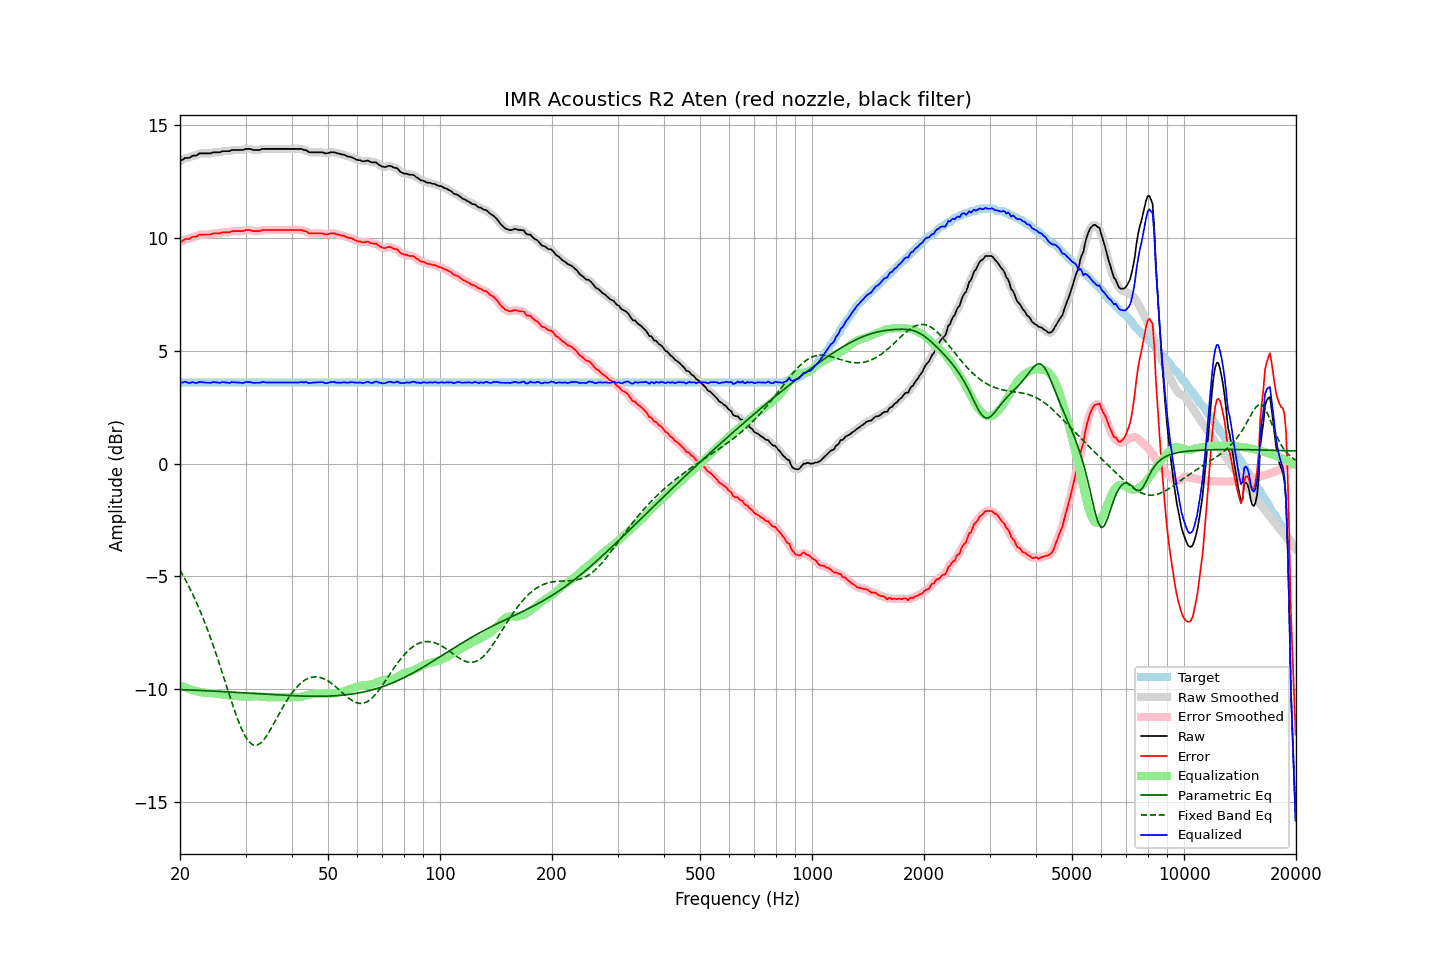 IMR Acoustics R2 Aten (red nozzle, black filter)
15
10
5
0
−5
−10
−15
Amplitude (dBr)
20
50
100
200
500
1000
2000
5000
10000
20000
Frequency (Hz)
Target
Raw Smoothed
Error Smoothed
Raw
Error
Equalization
Parametric Eq
Fixed Band Eq
Equalized